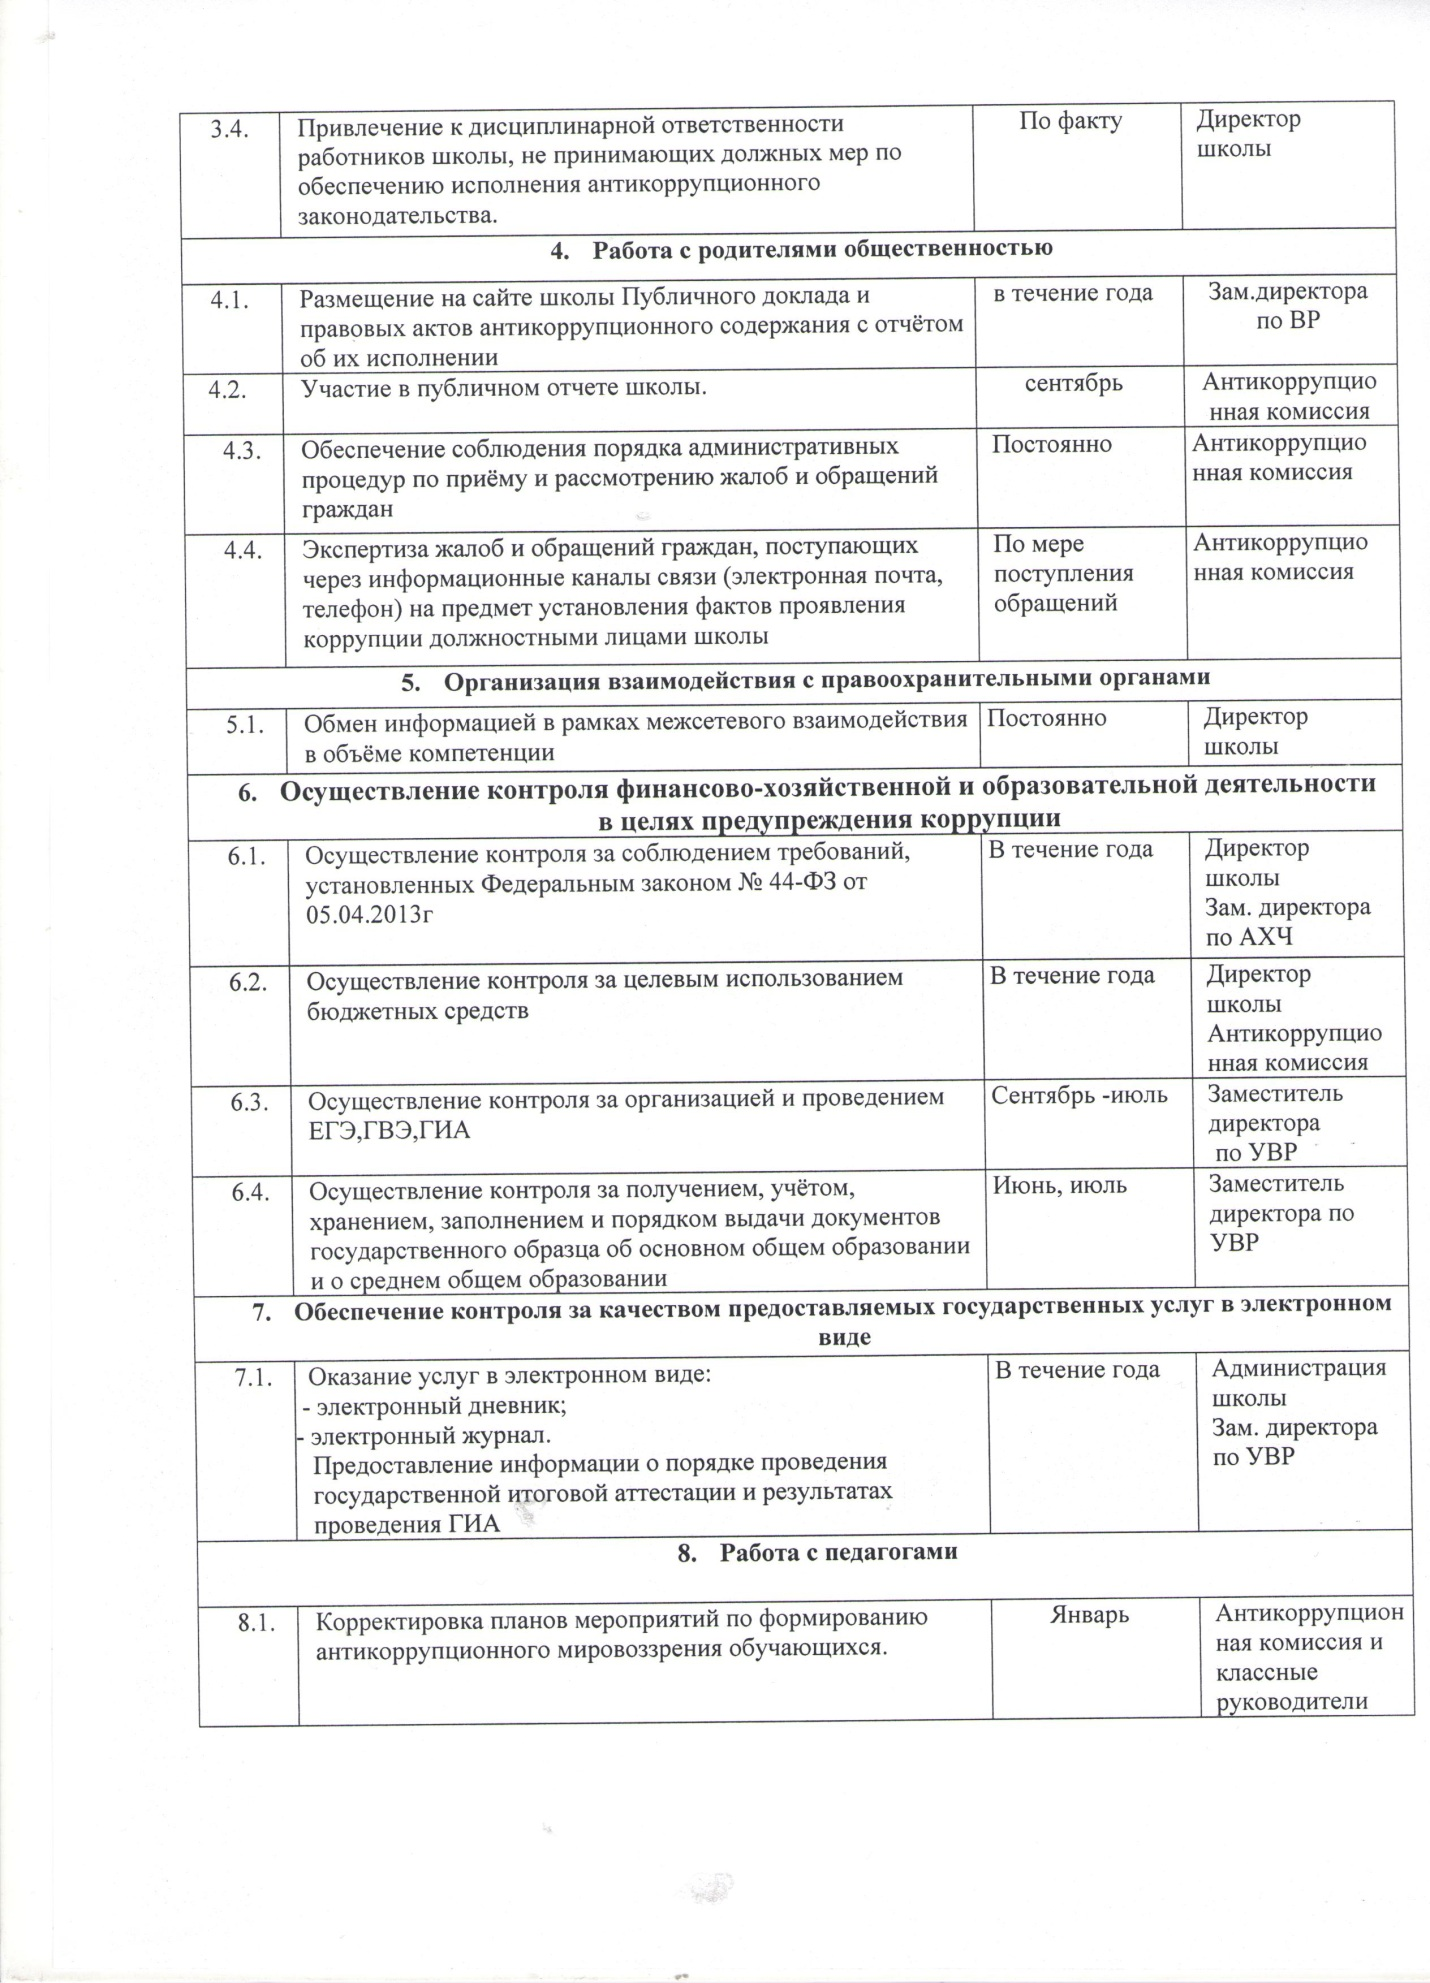 3.4.
Привлечение к дисциплинарной ответственности
работников школы, не принимающих должных мер по
обеспечению исполнения антикоррупционного
законодательства.
По факту
Директор
школы
4. Работа с родителями общественностью
4.1.
Размещение на сайте школы Публичного доклада и
правовых актов антикоррупционного содержания с отчётом
об их исполнении
в течение года
Зам.директора
по ВР
4.2.
Участие в публичном отчете школы.
сентябрь
Антикоррупцио
нная комиссия
4.3.
Обеспечение соблюдения порядка административных
процедур по приёму и рассмотрению жалоб и обращений
граждан
Постоянно
Антикоррупцио
нная комиссия
4.4.
Экспертиза жалоб и обращений граждан, поступающих
через информационные каналы связи (электронная почта,
телефон) на предмет установления фактов проявления
коррупции должностными лицами школы
По мере
поступления
обращений
Антикоррупцио
нная комиссия
5. Организация взаимодействия с правоохранительными органами
5.1.
Обмен информацией в рамках межсетевого взаимодействия
в объёме компетенции
Постоянно
Директор
школы
6. Осуществление контроля финансово-хозяйственной и образовательной деятельности
в целях предупреждения коррупции
6.1.
Осуществление контроля за соблюдением требований,
установленных Федеральным законом № 44-ФЗ от
05.04.2013г
В течение года
Директор
школы
Зам. директора
по АХЧ
6.2.
Осуществление контроля за целевым использованием
бюджетных средств
В течение года
Директор
школы
Антикоррупцио
нная комиссия
6.3.
Осуществление контроля за организацией и проведением
ЕГЭ,ГВЭ,ГИА
Сентябрь -июль
Заместитель
директора
по УВР
6.4.
Осуществление контроля за получением, учётом,
хранением, заполнением и порядком выдачи документов
государственного образца об основном общем образовании
и о среднем общем образовании
Июнь, июль
Заместитель
директора по
УВР
7. Обеспечение контроля за качеством предоставляемых государственных услуг в электронном
виде
7.1.
Оказание услуг в электронном виде:
- электронный дневник;
- электронный журнал.
Предоставление информации о порядке проведения
государственной итоговой аттестации и результатах
проведения ГИА
В течение года
Администрация
школы
Зам. директора
по УВР
8. Работа с педагогами
8.1.
Корректировка планов мероприятий по формированию
антикоррупционного мировоззрения обучающихся.
Январь
Антикоррупцион
ная комиссия и
классные
руководители